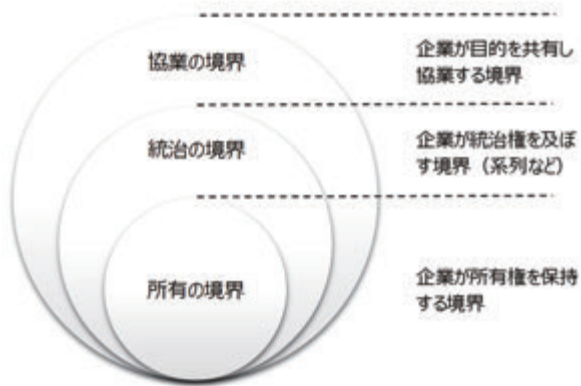 協業の境界
企業が目的を共有し
協業する境界
統治の境界
企業が統治権を及ぼ
す境界（系列など）
所有の境界
企業が所有権を保持
する境界